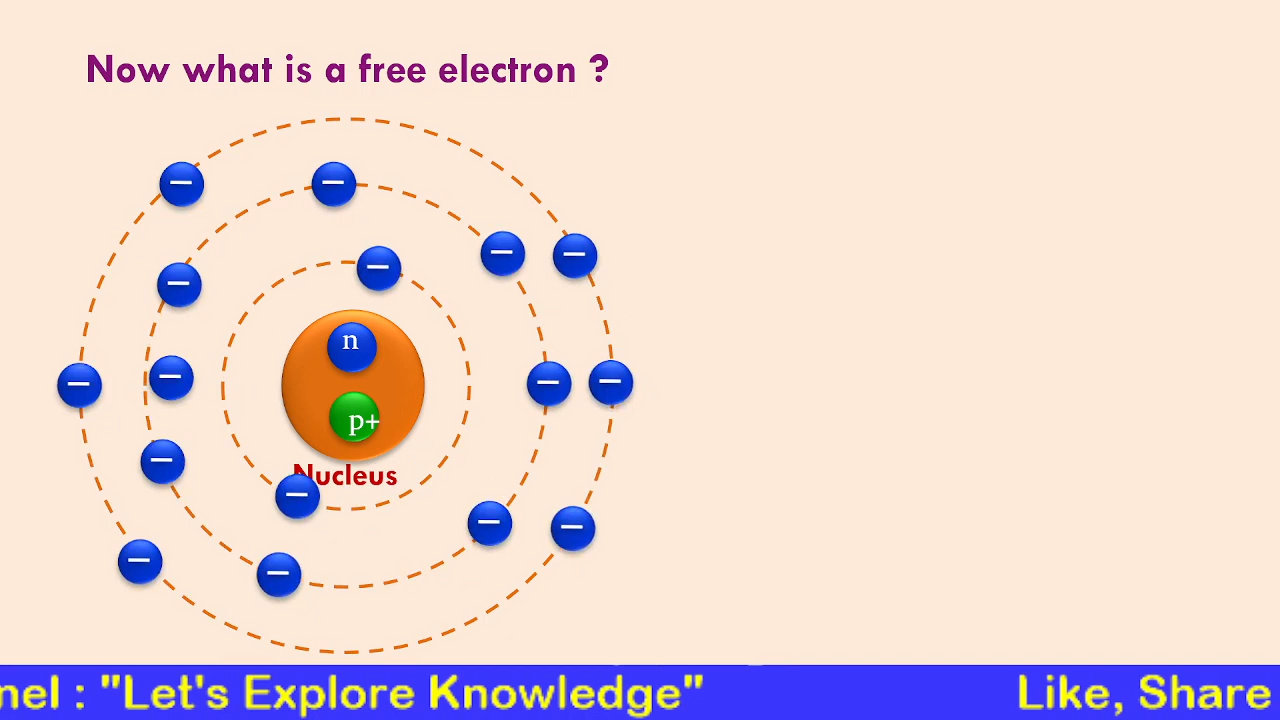 Now what is a free electron ?
− − − − − − − − − − − − − − − −
n
p+
Nucleus
nel : "Let's Explore Knowledge" Like, Share